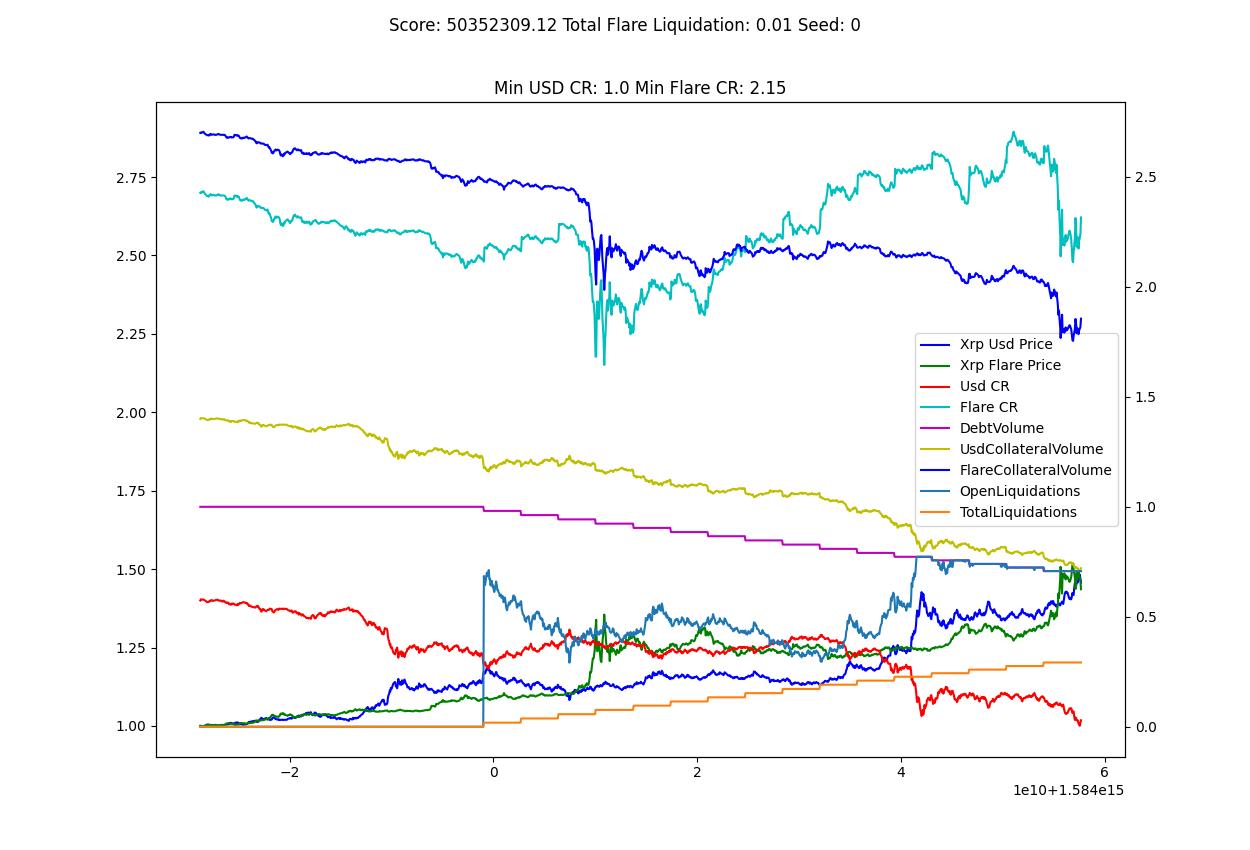 Score: 50352309.12 Total Flare Liquidation: 0.01 Seed: 0
Min USD CR: 1.0 Min Flare CR: 2.15
2.75
2.50
2.25
2.00
1.75
1.50
1.25
1.00
2.5
2.0
1.5
1.0
0.5
0.0
Xrp Usd Price
Xrp Flare Price
Usd CR
Flare CR
DebtVolume
UsdCollateralVolume
FlareCollateralVolume
OpenLiquidations
TotalLiquidations
−2 0 2 4 6
1e10+1.584e15